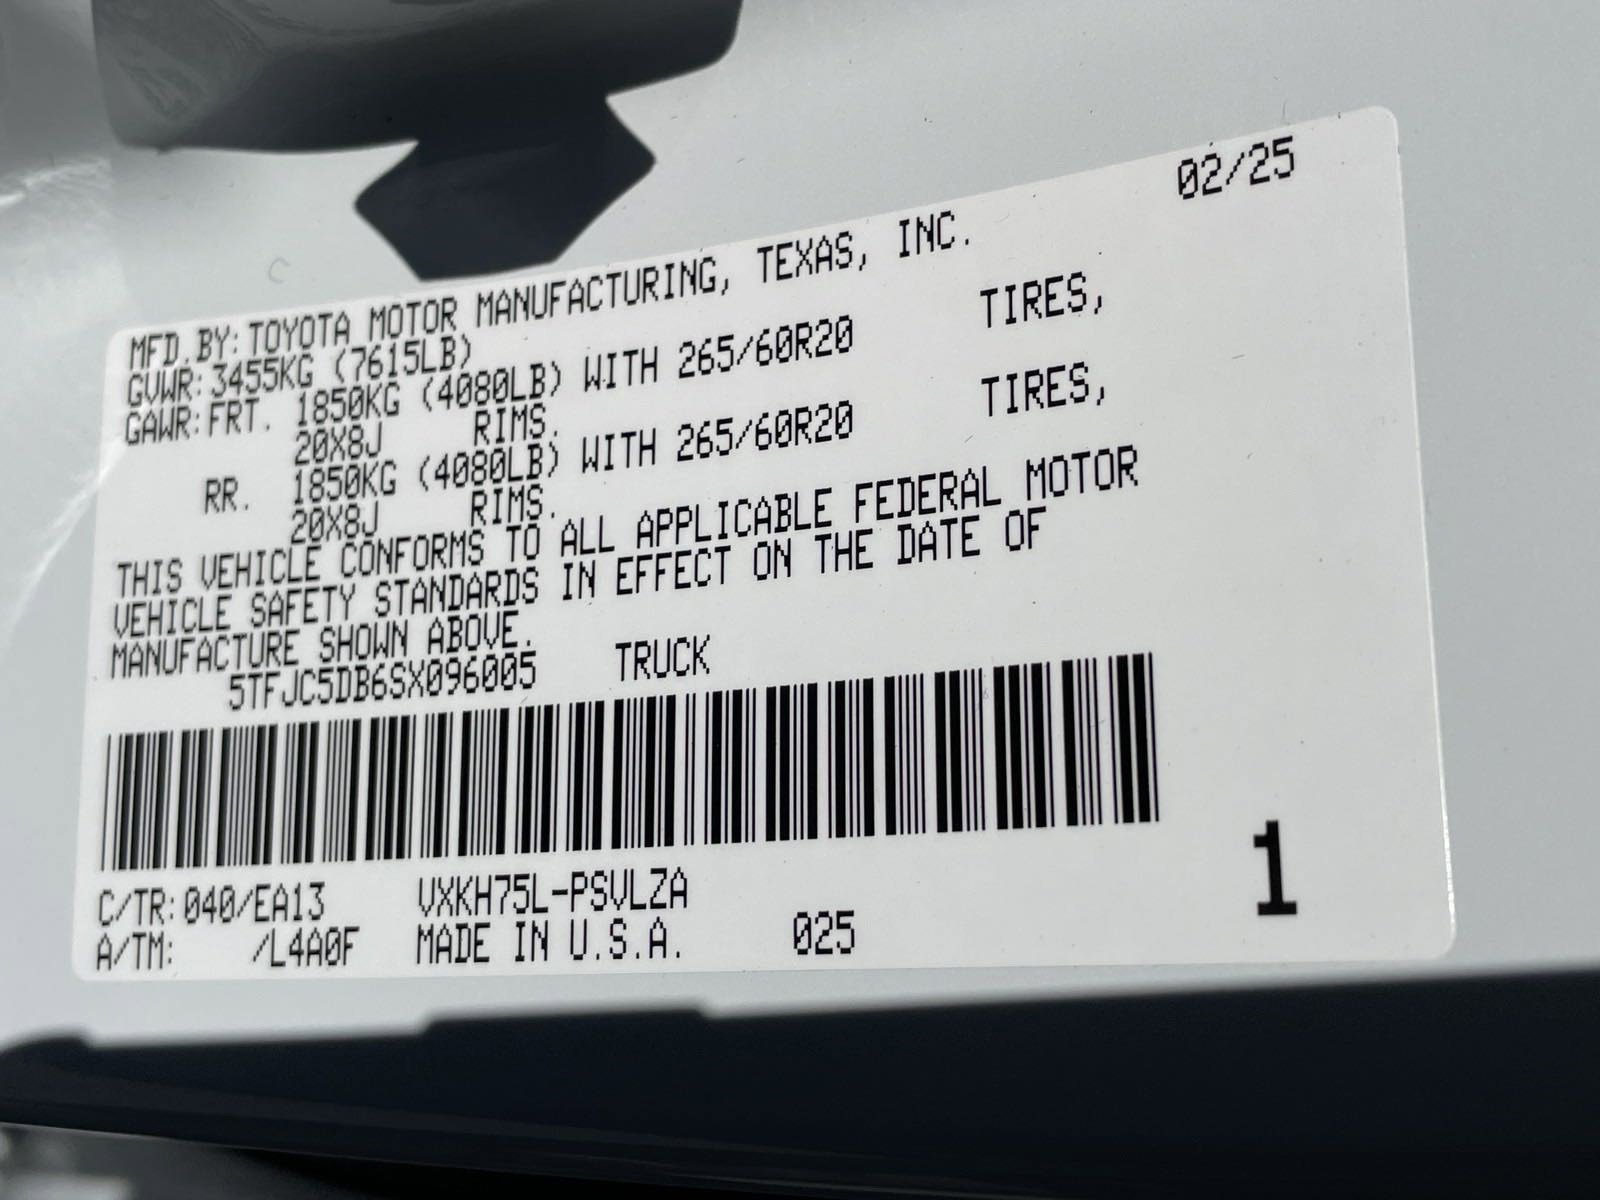 02/25
MFD.BY:TOYOTA MOTOR MANUFACTURING, TEXAS, INC.
GVWR:3455KG (7615LB)
GAWR:FRT. 1850KG (4080LB) WITH 265/60R20 TIRES,
20X8J RIMS.
RR. 1850KG (4080LB) WITH 265/60R20 TIRES,
20X8J RIMS.
THIS VEHICLE CONFORMS TO ALL APPLICABLE FEDERAL MOTOR
VEHICLE SAFETY STANDARDS IN EFFECT ON THE DATE OF
MANUFACTURE SHOWN ABOVE.
5TFJC5DB6SX096005 TRUCK
C/TR:040/EA13 VXKH75L-PSVLZA
A/TM: /L4A0F MADE IN U.S.A. 025
1